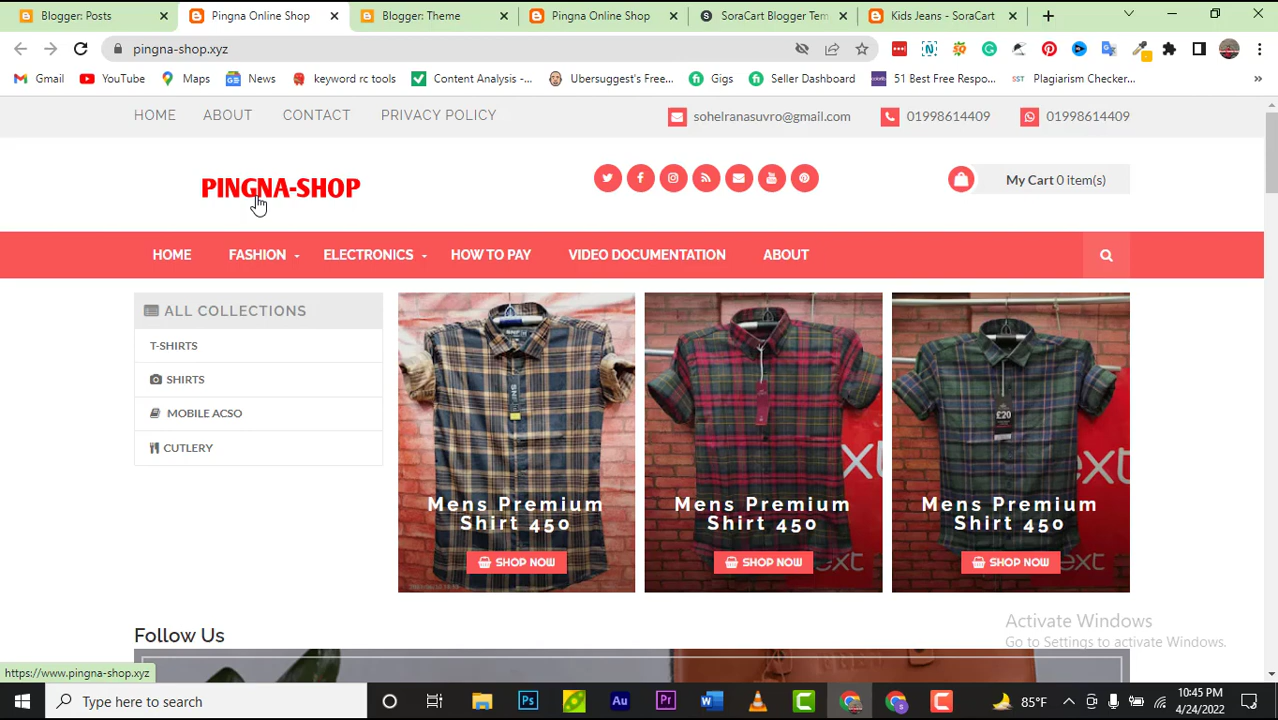 Blogger: Posts
Pingna Online Shop
Blogger: Theme
Pingna Online Shop
SoraCart Blogger Tem
Kids Jeans - SoraCart
pingna-shop.xyz
Gmail
YouTube
Maps
News
keyword rc tools
Content Analysis -...
Ubersuggest's Free...
Gigs
Seller Dashboard
51 Best Free Respo...
Plagiarism Checker...
HOME
ABOUT
CONTACT
PRIVACY POLICY
sohelranasuvro@gmail.com
01998614409
01998614409
PINGNA-SHOP
My Cart 0 item(s)
HOME
FASHION
ELECTRONICS
HOW TO PAY
VIDEO DOCUMENTATION
ABOUT
ALL COLLECTIONS
T-SHIRTS
SHIRTS
MOBILE ACSO
CUTLERY
Mens Premium
Shirt 450
SHOP NOW
Mens Premium
Shirt 450
SHOP NOW
£20
Mens Premium
Shirt 450
SHOP NOW
Follow Us
Activate Windows
Go to Settings to activate Windows.
https://www.pingna-shop.xyz
Type here to search
85°F
10:45 PM
4/24/2022